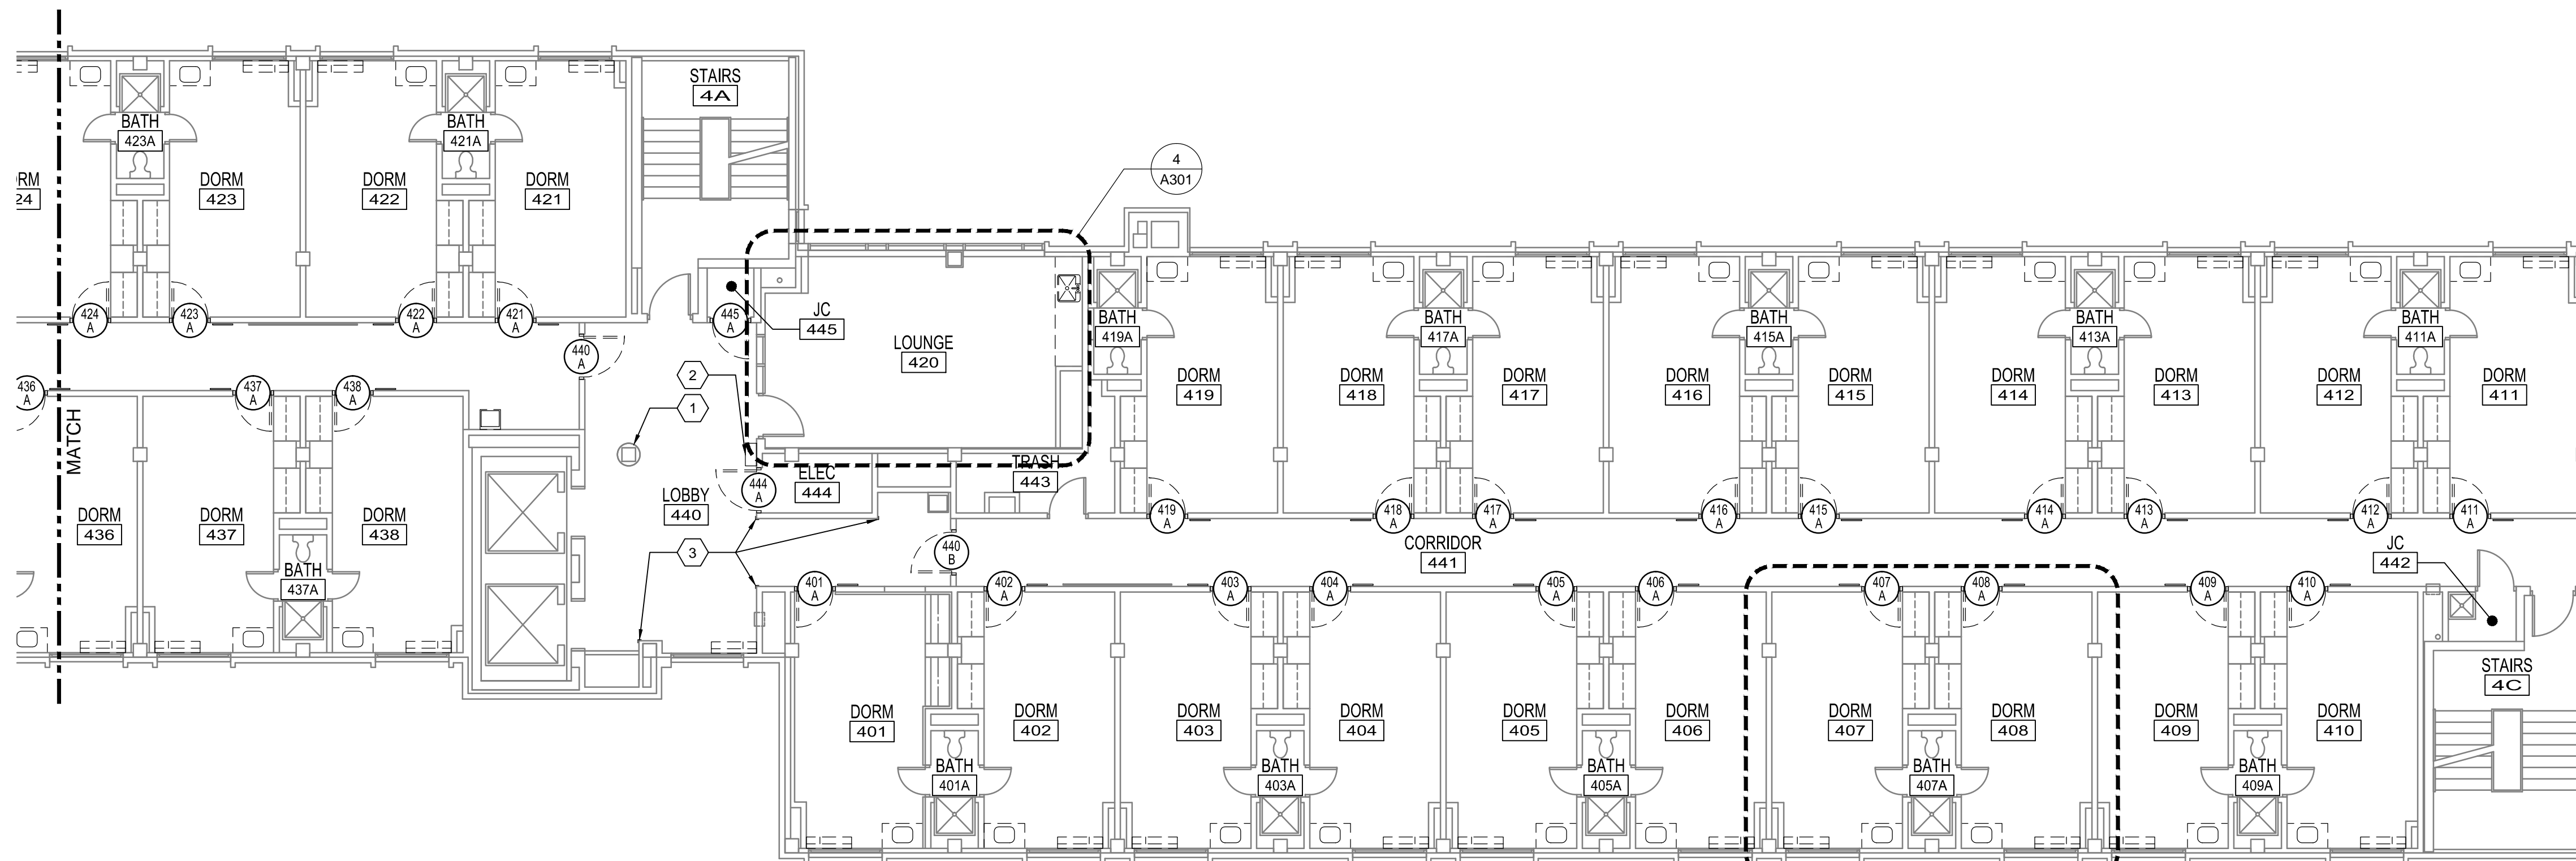 STAIRS
4A
BATH
423A
BATH
421A
4
A301
RM
24
DORM
423
DORM
422
DORM
421
424
A
423
A
422
A
421
A
445
A
JC
445
440
A
LOUNGE
420
BATH
419A
BATH
417A
BATH
415A
BATH
413A
BATH
411A
2
1
436
A
437
A
438
A
DORM
419
DORM
418
DORM
417
DORM
416
DORM
415
DORM
414
DORM
413
DORM
412
DORM
411
MATCH
TRASH
443
ELEC
444
444
A
LOBBY
440
DORM
436
DORM
437
DORM
438
419
A
418
A
417
A
416
A
415
A
414
A
413
A
412
A
411
A
3
440
B
CORRIDOR
441
JC
442
BATH
437A
401
A
402
A
403
A
404
A
405
A
406
A
407
A
408
A
409
A
410
A
STAIRS
4C
DORM
401
DORM
402
DORM
403
DORM
404
DORM
405
DORM
406
DORM
407
DORM
408
DORM
409
DORM
410
BATH
401A
BATH
403A
BATH
405A
BATH
407A
BATH
409A